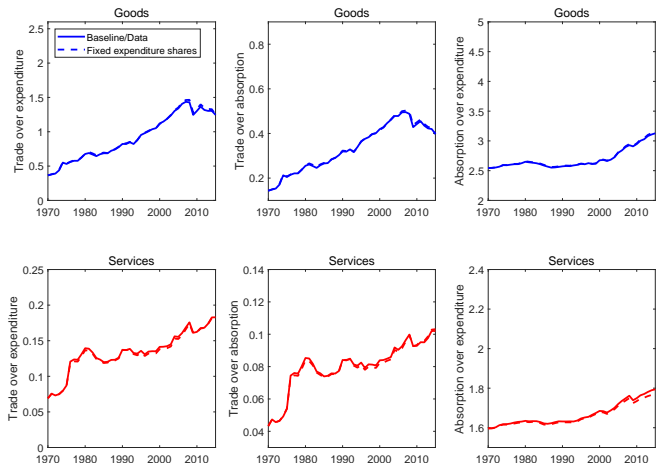 Goods
Trade over expenditure
2.5
2
1.5
1
0.5
0
1970 1980 1990 2000 2010
Baseline/Data
Fixed expenditure shares
Goods
Trade over absorption
0.8
0.6
0.4
0.2
1970 1980 1990 2000 2010
Goods
Absorption over expenditure
5
4.5
4
3.5
3
2.5
2
1970 1980 1990 2000 2010
Services
Trade over expenditure
0.25
0.2
0.15
0.1
0.05
0
1970 1980 1990 2000 2010
Services
Trade over absorption
0.14
0.12
0.1
0.08
0.06
0.04
1970 1980 1990 2000 2010
Services
Absorption over expenditure
2.4
2.2
2
1.8
1.6
1970 1980 1990 2000 2010